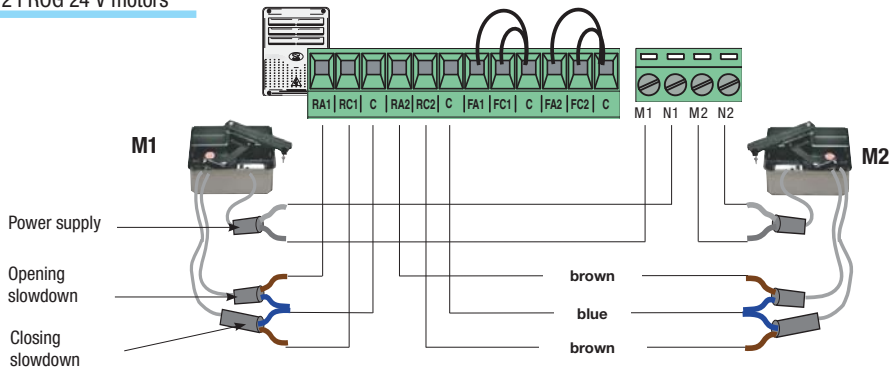 2 FROG 24 V motors
RA1 RC1 C RA2 RC2 C FA1 FC1 C FA2 FC2 C
M1 N1 M2 N2
M1
M2
Power supply
Opening
slowdown
brown
blue
Closing
slowdown
brown